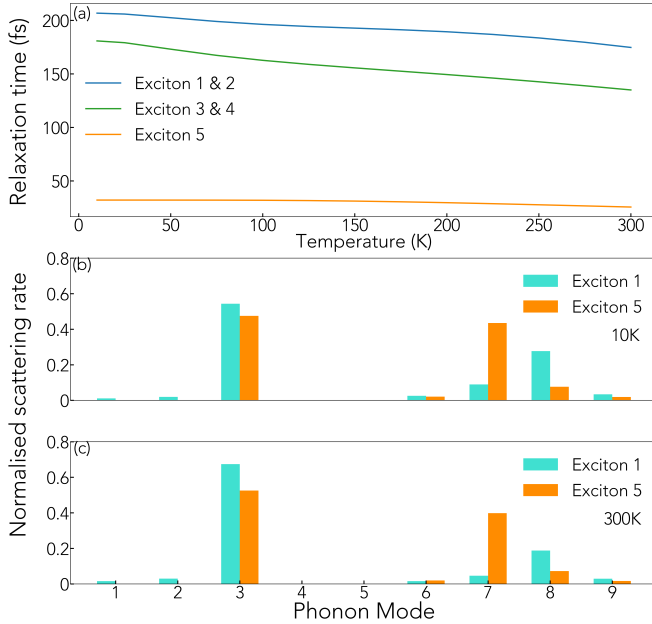 (a)
Relaxation time (fs)
200
150
100
50
Exciton 1 & 2
Exciton 3 & 4
Exciton 5
0 50 100 150 200 250 300
Temperature (K)
Normalised scattering rate
(b)
0.8
0.6
0.4
0.2
0
Exciton 1
Exciton 5
10K
(c)
0.8
0.6
0.4
0.2
0
Exciton 1
Exciton 5
300K
1 2 3 4 5 6 7 8 9
Phonon Mode